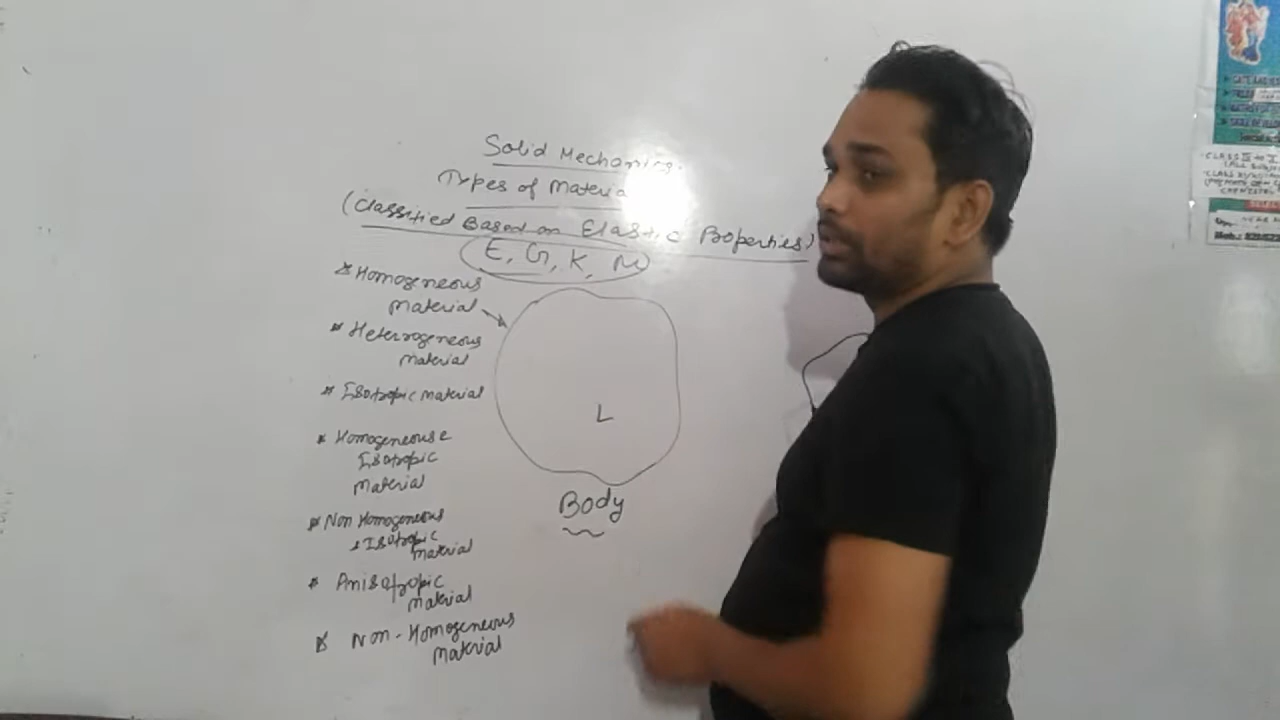 Solid Mechanics.
Types of Materia
(Classified Based on Elastic Properties)
E, G, K, M
* Homogeneous
Material
* Heterogeneous
material
* Isotropic material
* Homogeneous &
Isotropic
Material
* Non Homogeneous
& Isotropic
material
* Anisotropic
material
* Non-Homogeneous
Material
L
Body